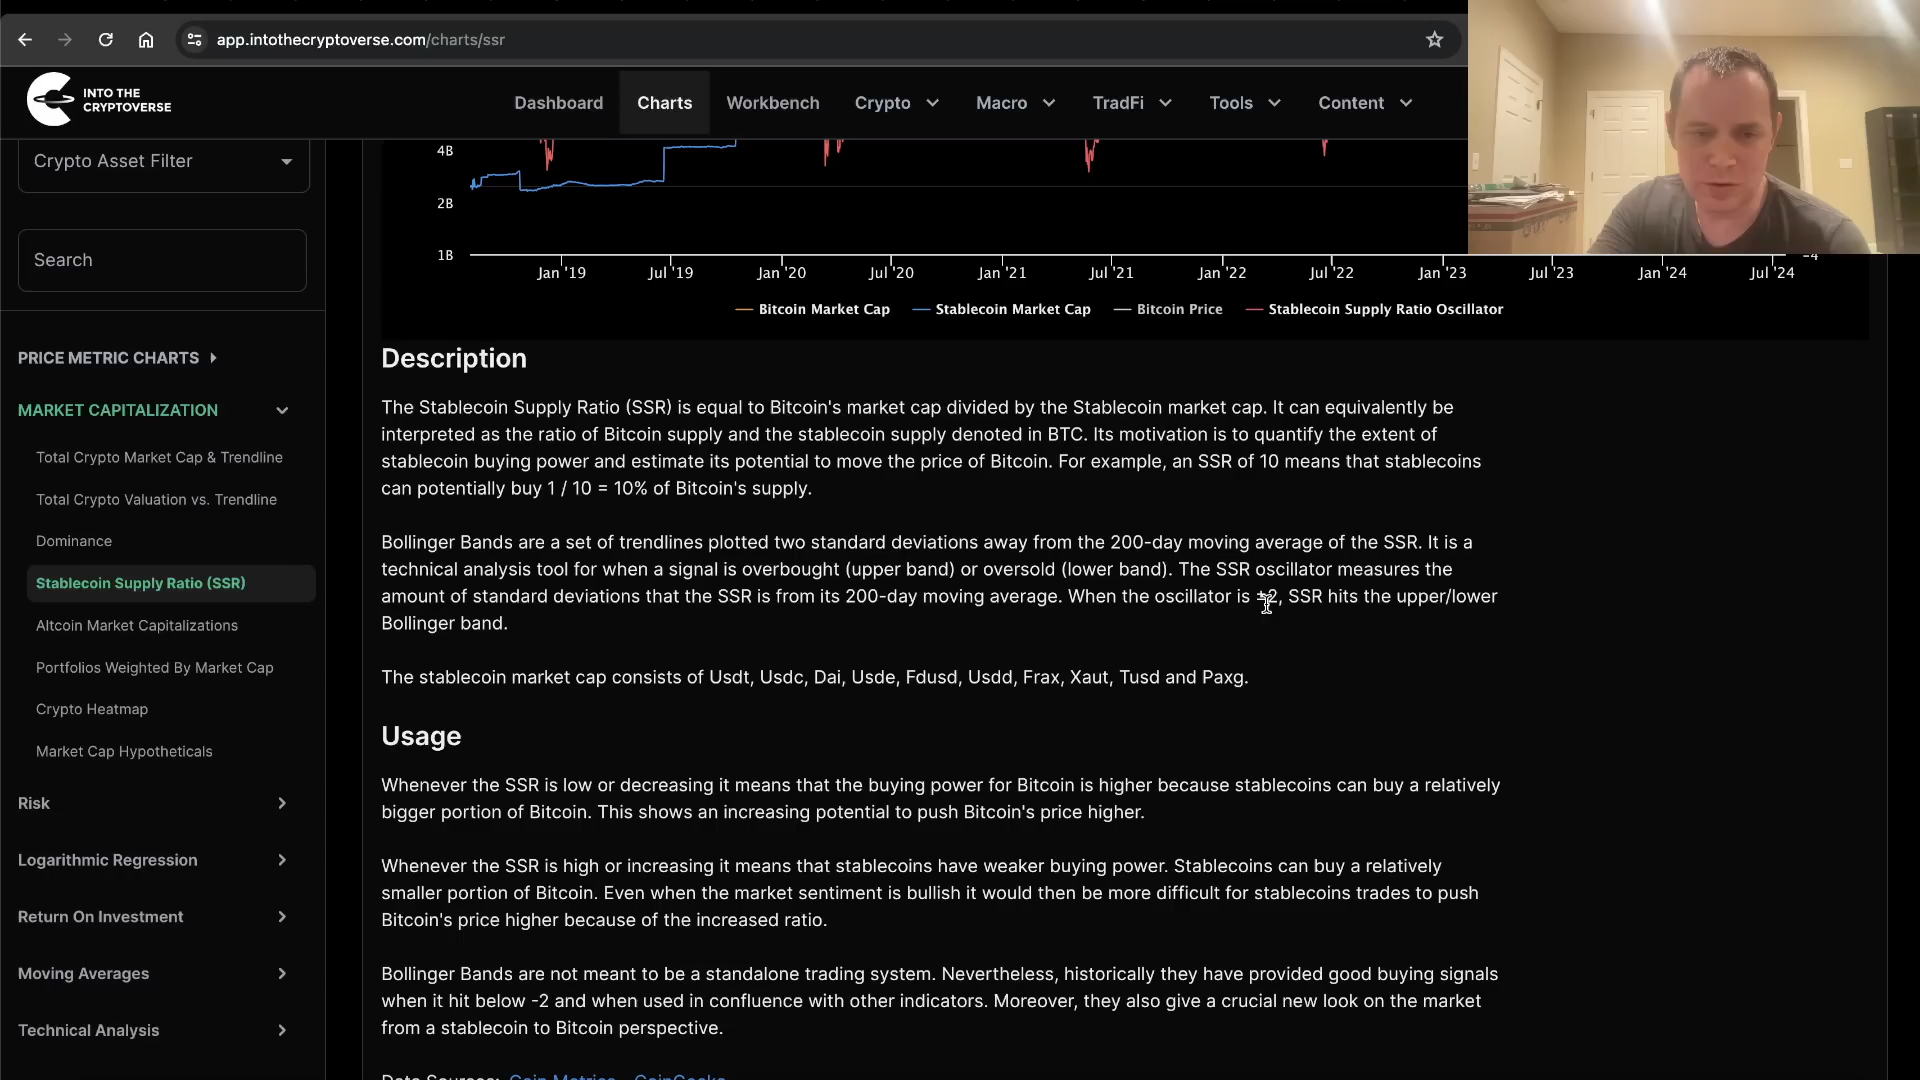 app.intothecryptoverse.com/charts/ssr
INTO THE
CRYPTOVERSE
Dashboard
Charts
Workbench
Crypto
Macro
TradFi
Tools
Content
Crypto Asset Filter
Search
PRICE METRIC CHARTS
MARKET CAPITALIZATION
Total Crypto Market Cap & Trendline
Total Crypto Valuation vs. Trendline
Dominance
Stablecoin Supply Ratio (SSR)
Altcoin Market Capitalizations
Portfolios Weighted By Market Cap
Crypto Heatmap
Market Cap Hypotheticals
Risk
Logarithmic Regression
Return On Investment
Moving Averages
Technical Analysis
4B
2B
1B
-4
Jan '19 Jul '19 Jan '20 Jul '20 Jan '21 Jul '21 Jan '22 Jul '22 Jan '23 Jul '23 Jan '24 Jul '24
Bitcoin Market Cap Stablecoin Market Cap Bitcoin Price Stablecoin Supply Ratio Oscillator
Description
The Stablecoin Supply Ratio (SSR) is equal to Bitcoin's market cap divided by the Stablecoin market cap. It can equivalently be
interpreted as the ratio of Bitcoin supply and the stablecoin supply denoted in BTC. Its motivation is to quantify the extent of
stablecoin buying power and estimate its potential to move the price of Bitcoin. For example, an SSR of 10 means that stablecoins
can potentially buy 1 / 10 = 10% of Bitcoin's supply.
Bollinger Bands are a set of trendlines plotted two standard deviations away from the 200-day moving average of the SSR. It is a
technical analysis tool for when a signal is overbought (upper band) or oversold (lower band). The SSR oscillator measures the
amount of standard deviations that the SSR is from its 200-day moving average. When the oscillator is ±2, SSR hits the upper/lower
Bollinger band.
The stablecoin market cap consists of Usdt, Usdc, Dai, Usde, Fdusd, Usdd, Frax, Xaut, Tusd and Paxg.
Usage
Whenever the SSR is low or decreasing it means that the buying power for Bitcoin is higher because stablecoins can buy a relatively
bigger portion of Bitcoin. This shows an increasing potential to push Bitcoin's price higher.
Whenever the SSR is high or increasing it means that stablecoins have weaker buying power. Stablecoins can buy a relatively
smaller portion of Bitcoin. Even when the market sentiment is bullish it would then be more difficult for stablecoins trades to push
Bitcoin's price higher because of the increased ratio.
Bollinger Bands are not meant to be a standalone trading system. Nevertheless, historically they have provided good buying signals
when it hit below -2 and when used in confluence with other indicators. Moreover, they also give a crucial new look on the market
from a stablecoin to Bitcoin perspective.
Data Sources: Coin Metrics CoinGecko